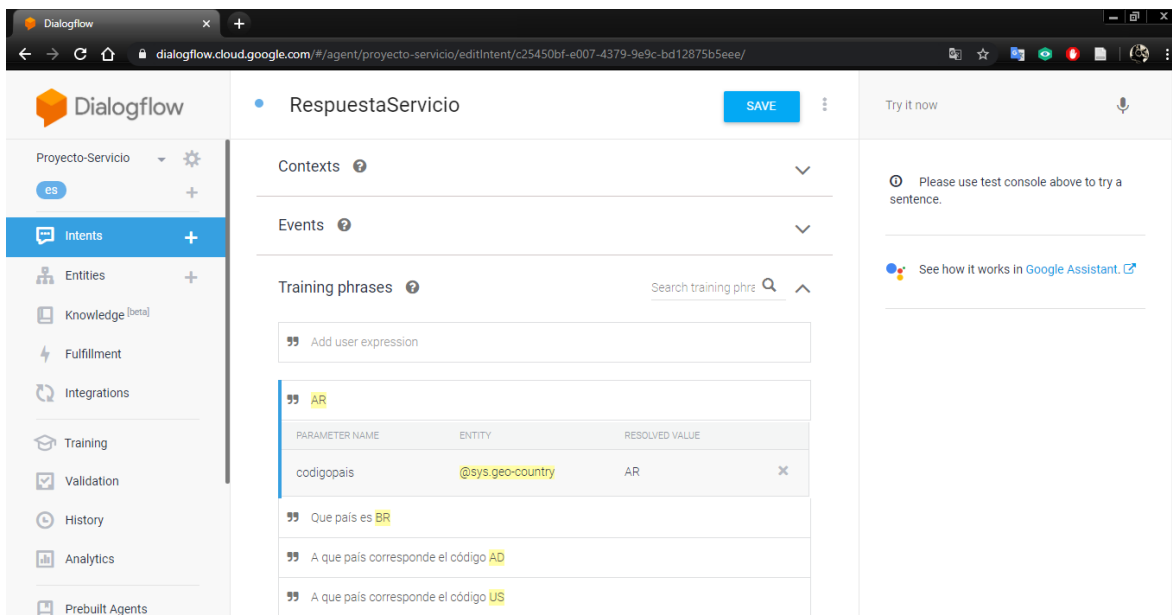 Dialogflow
dialogflow.cloud.google.com/#/agent/proyecto-servicio/editIntent/c25450bf-e007-4379-9e9c-bd12875b5eee/
Dialogflow
Proyecto-Servicio
es
Intents
Entities
Knowledge [beta]
Fulfillment
Integrations
Training
Validation
History
Analytics
Prebuilt Agents
RespuestaServicio
SAVE
Contexts
Events
Training phrases
Search training phra
Add user expression
AR
PARAMETER NAME ENTITY RESOLVED VALUE
codigopais @sys.geo-country AR
Que país es BR
A que país corresponde el código AD
A que país corresponde el código US
Try it now
Please use test console above to try a
sentence.
See how it works in Google Assistant.